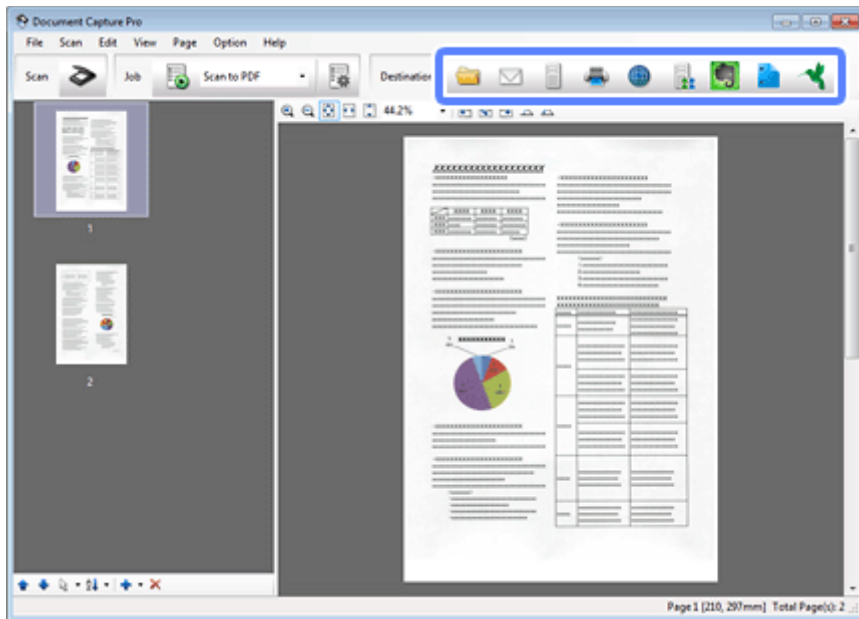 Document Capture Pro
File Scan Edit View Page Option Help
Scan Job Scan to PDF Destination
44.2%
1
2
Page 1 [210, 297mm] Total Page(s): 2